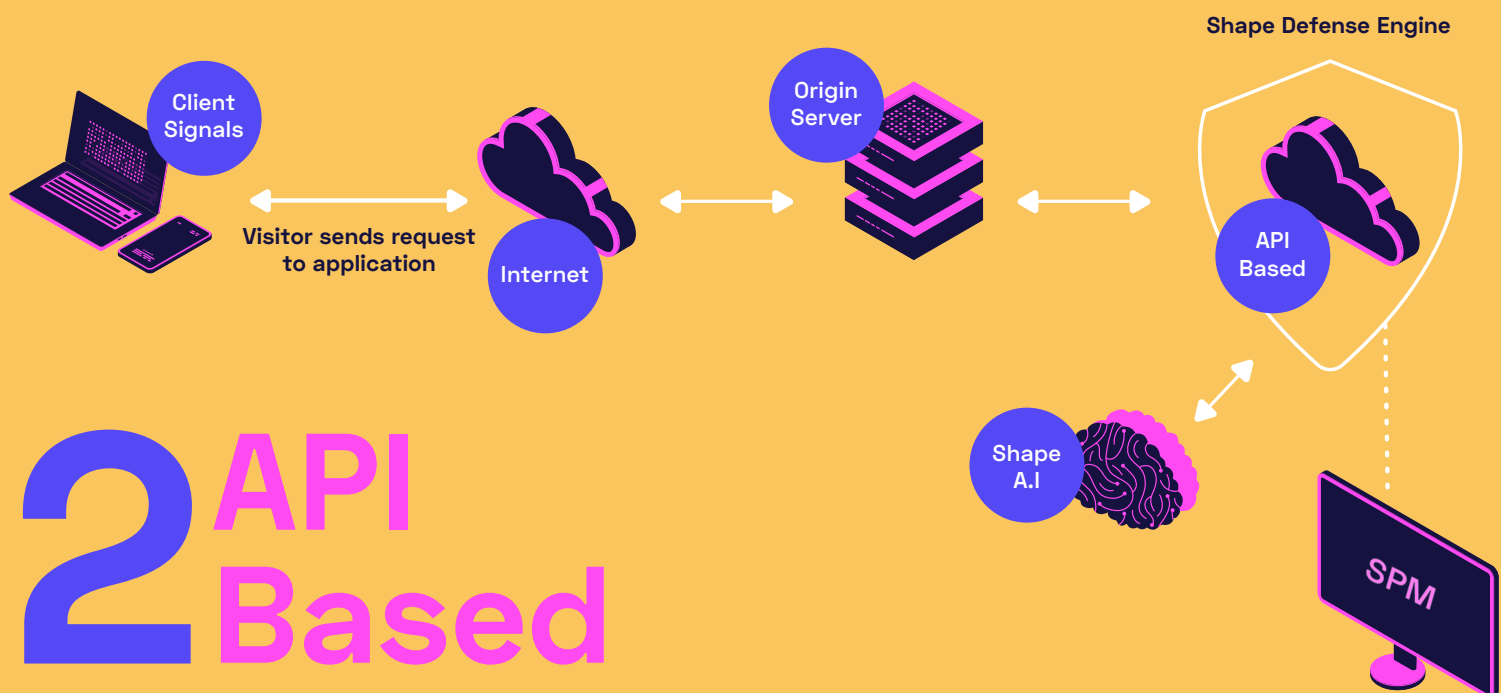 Shape Defense Engine
Client
Signals
Origin
Server
Visitor sends request
to application
Internet
API
Based
Shape
A.I
SPM
2
API
Based